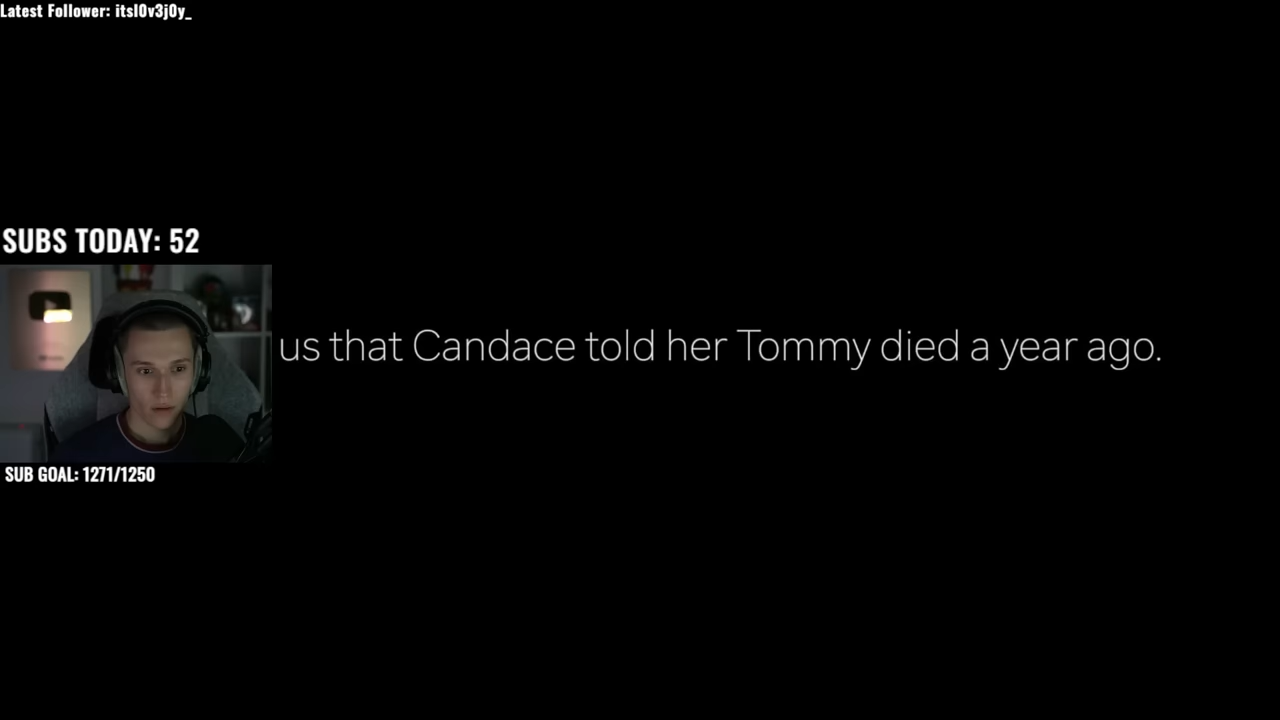 Latest Follower: itsl0v3j0y_
SUBS TODAY: 52
us that Candace told her Tommy died a year ago.
SUB GOAL: 1271/1250